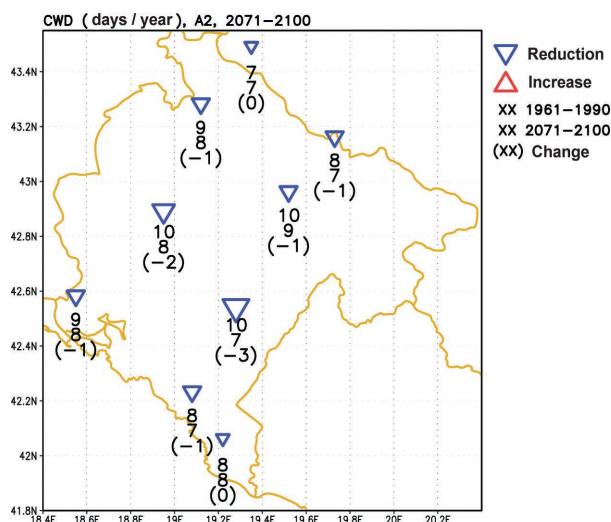 CWD ( days / year ), A2, 2071-2100
Reduction
Increase
XX 1961-1990
XX 2071-2100
(XX) Change
43.4N
43.2N
43N
42.8N
42.6N
42.4N
42.2N
42N
41.8N
7
7
(0)
9
8
(-1)
8
7
(-1)
10
9
(-1)
10
8
(-2)
9
8
(-1)
10
7
(-3)
8
7
(-1)
8
8
(0)
18.4E
18.6E
18.8E
19E
19.2E
19.4E
19.6E
19.8E
20E
20.2E